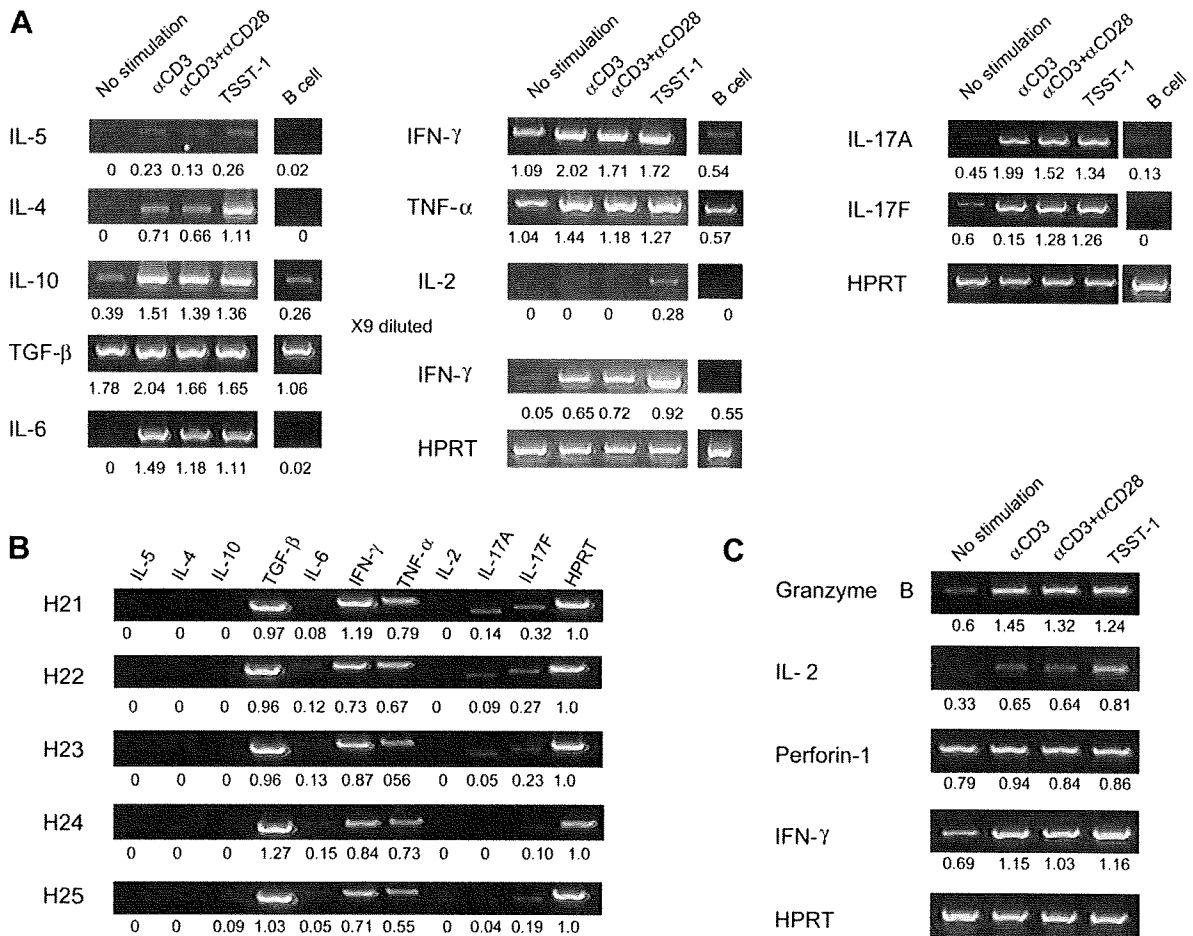 A
No stimulation
αCD3
αCD3+αCD28
TSST-1
B cell
IL-5
0 0.23 0.13 0.26 0.02
IL-4
0 0.71 0.66 1.11 0
IL-10
0.39 1.51 1.39 1.36 0.26
TGF-β
1.78 2.04 1.66 1.65 1.06
IL-6
0 1.49 1.18 1.11 0.02
No stimulation
αCD3
αCD3+αCD28
TSST-1
B cell
IFN-γ
1.09 2.02 1.71 1.72 0.54
TNF-α
1.04 1.44 1.18 1.27 0.57
IL-2
0 0 0 0.28 0
X9 diluted
IFN-γ
0.05 0.65 0.72 0.92 0.55
HPRT
No stimulation
αCD3
αCD3+αCD28
TSST-1
B cell
IL-17A
0.45 1.99 1.52 1.34 0.13
IL-17F
0.6 0.15 1.28 1.26 0
HPRT
B
IL-5
IL-4
IL-10
TGF-β
IL-6
IFN-γ
TNF-α
IL-2
IL-17A
IL-17F
HPRT
H21
0 0 0 0.97 0.08 1.19 0.79 0 0.14 0.32 1.0
H22
0 0 0 0.96 0.12 0.73 0.67 0 0.09 0.27 1.0
H23
0 0 0 0.96 0.13 0.87 056 0 0.05 0.23 1.0
H24
0 0 0 1.27 0.15 0.84 0.73 0 0 0.10 1.0
H25
0 0 0.09 1.03 0.05 0.71 0.55 0 0.04 0.19 1.0
C
No stimulation
αCD3
αCD3+αCD28
TSST-1
Granzyme B
0.6 1.45 1.32 1.24
IL- 2
0.33 0.65 0.64 0.81
Perforin-1
0.79 0.94 0.84 0.86
IFN-γ
0.69 1.15 1.03 1.16
HPRT